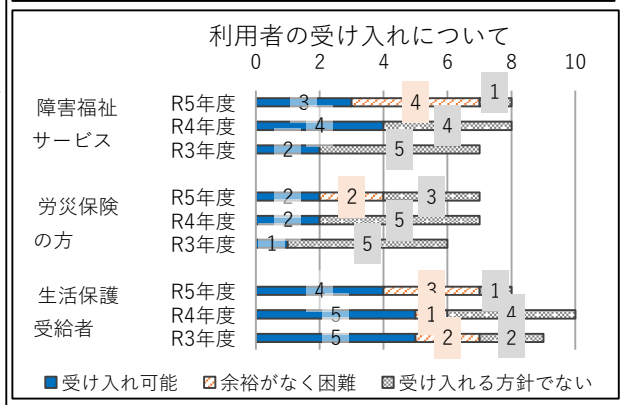 利用者の受け入れについて
0 2 4 6 8 10
障害福祉
サービス
R5年度 3 4 1
R4年度 4 4
R3年度 2 5
労災保険
の方
R5年度 2 2 3
R4年度 2 5
R3年度 1 5
生活保護
受給者
R5年度 4 3 1
R4年度 5 1 4
R3年度 5 2 2
受け入れ可能 余裕がなく困難 受け入れる方針でない